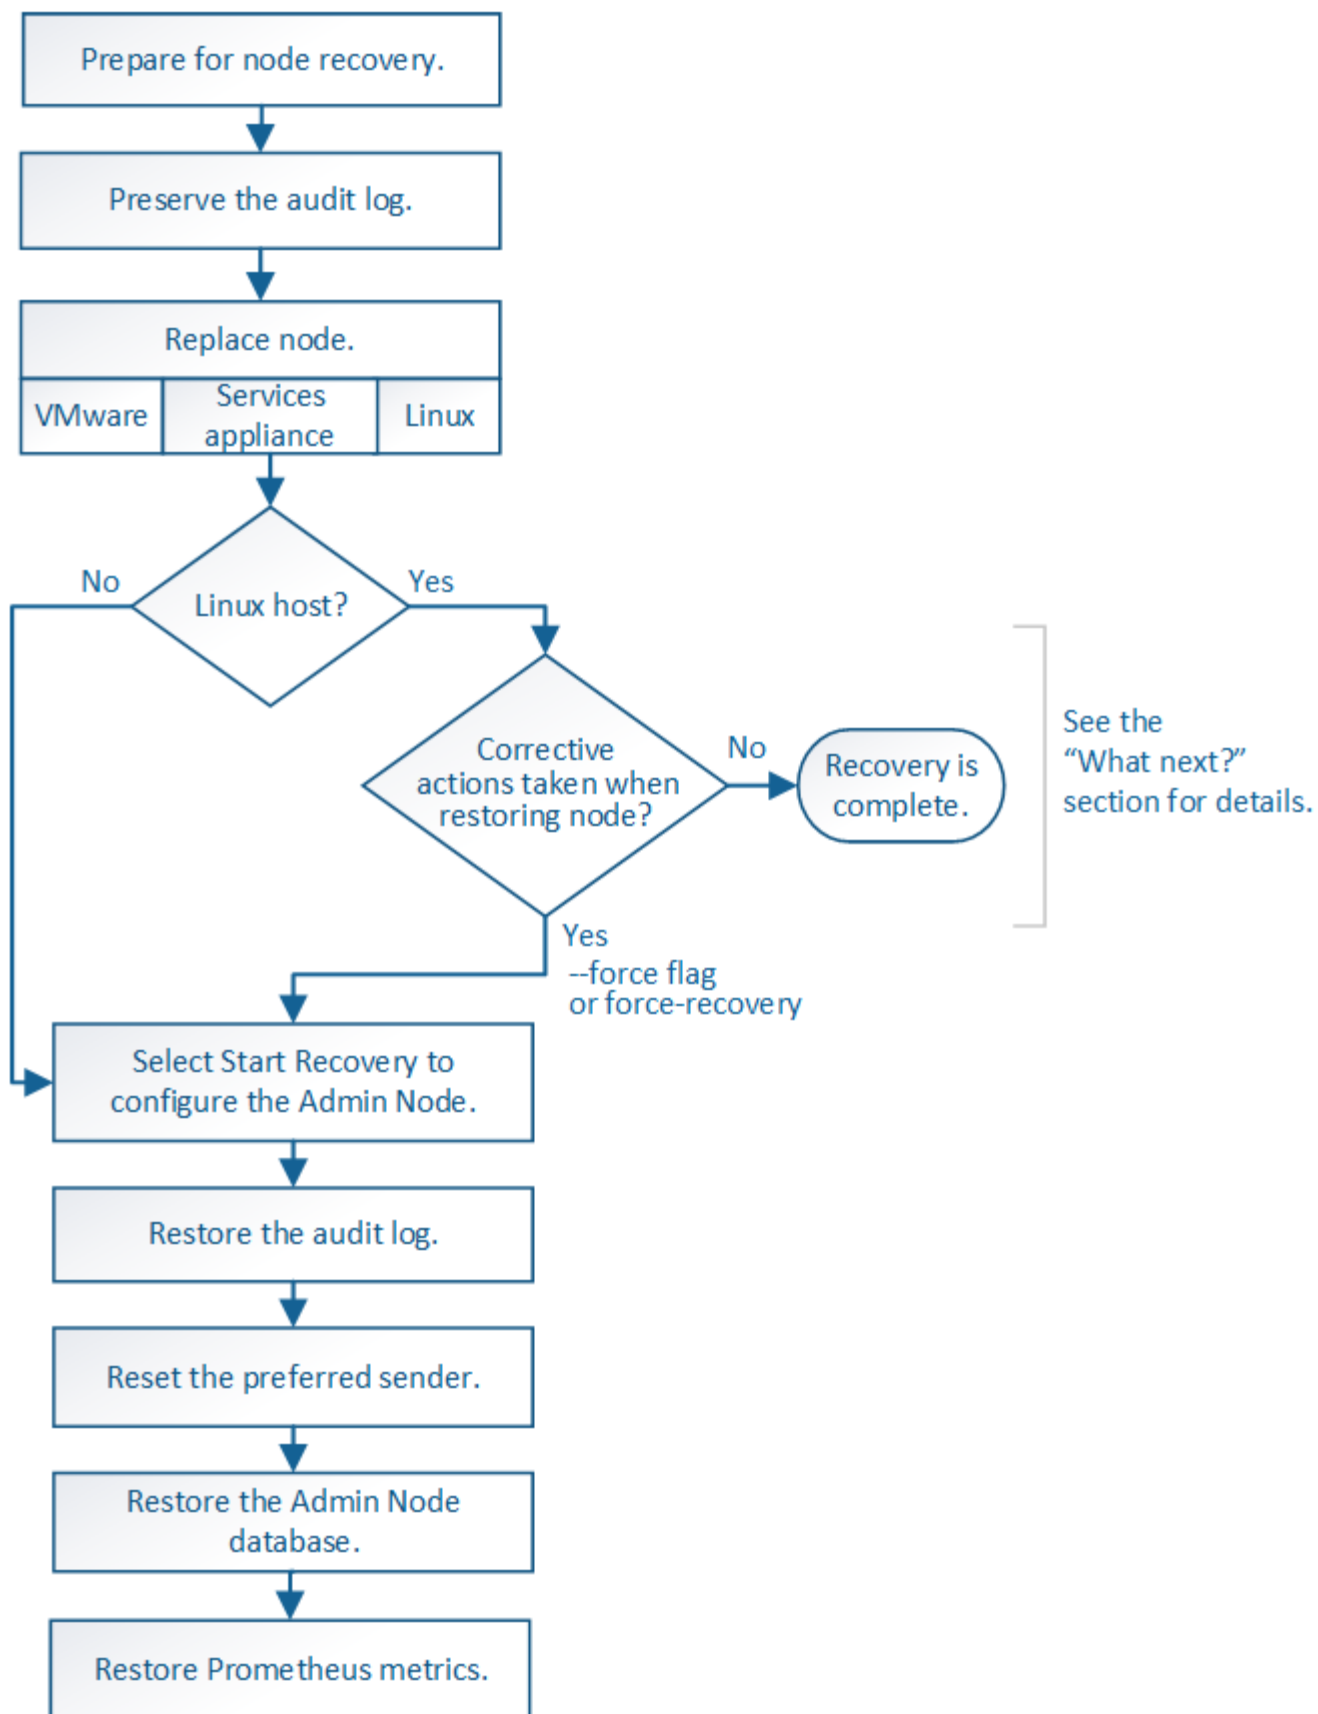 Prepare for node recovery.
Preserve the audit log.
Replace node.
VMware
Services
appliance
Linux
Linux host?
No
Yes
Corrective
actions taken when
restoring node?
No
Recovery is
complete.
See the
“What next?”
section for details.
Yes
--force flag
or force-recovery
Select Start Recovery to
configure the Admin Node.
Restore the audit log.
Reset the preferred sender.
Restore the Admin Node
database.
Restore Prometheus metrics.